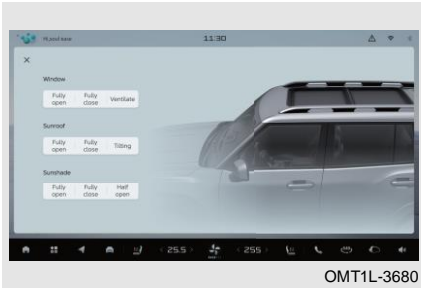 11:30
Window
Fully open
Fully close
Ventilate
Sunroof
Fully open
Fully close
Tilting
Sunshade
Fully open
Fully close
Half open
25.5
255
OMT1L-3680